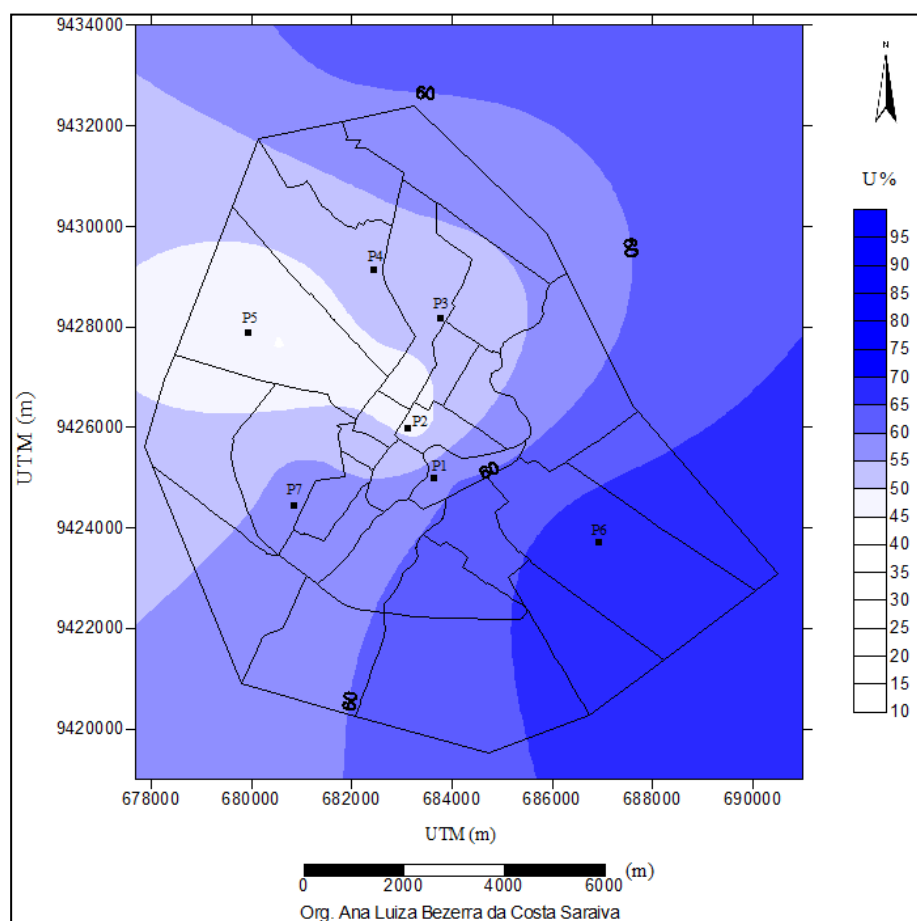 9434000
9432000
9430000
9428000
9426000
9424000
9422000
9420000
UTM (m)
60
60
60
60
P4
P3
P5
P2
P1
P7
P6
678000 680000 682000 684000 686000 688000 690000
UTM (m)
N
U%
95
90
85
80
75
70
65
60
55
50
45
40
35
30
25
20
15
10
(m)
0 2000 4000 6000
Org. Ana Luiza Bezerra da Costa Saraiva